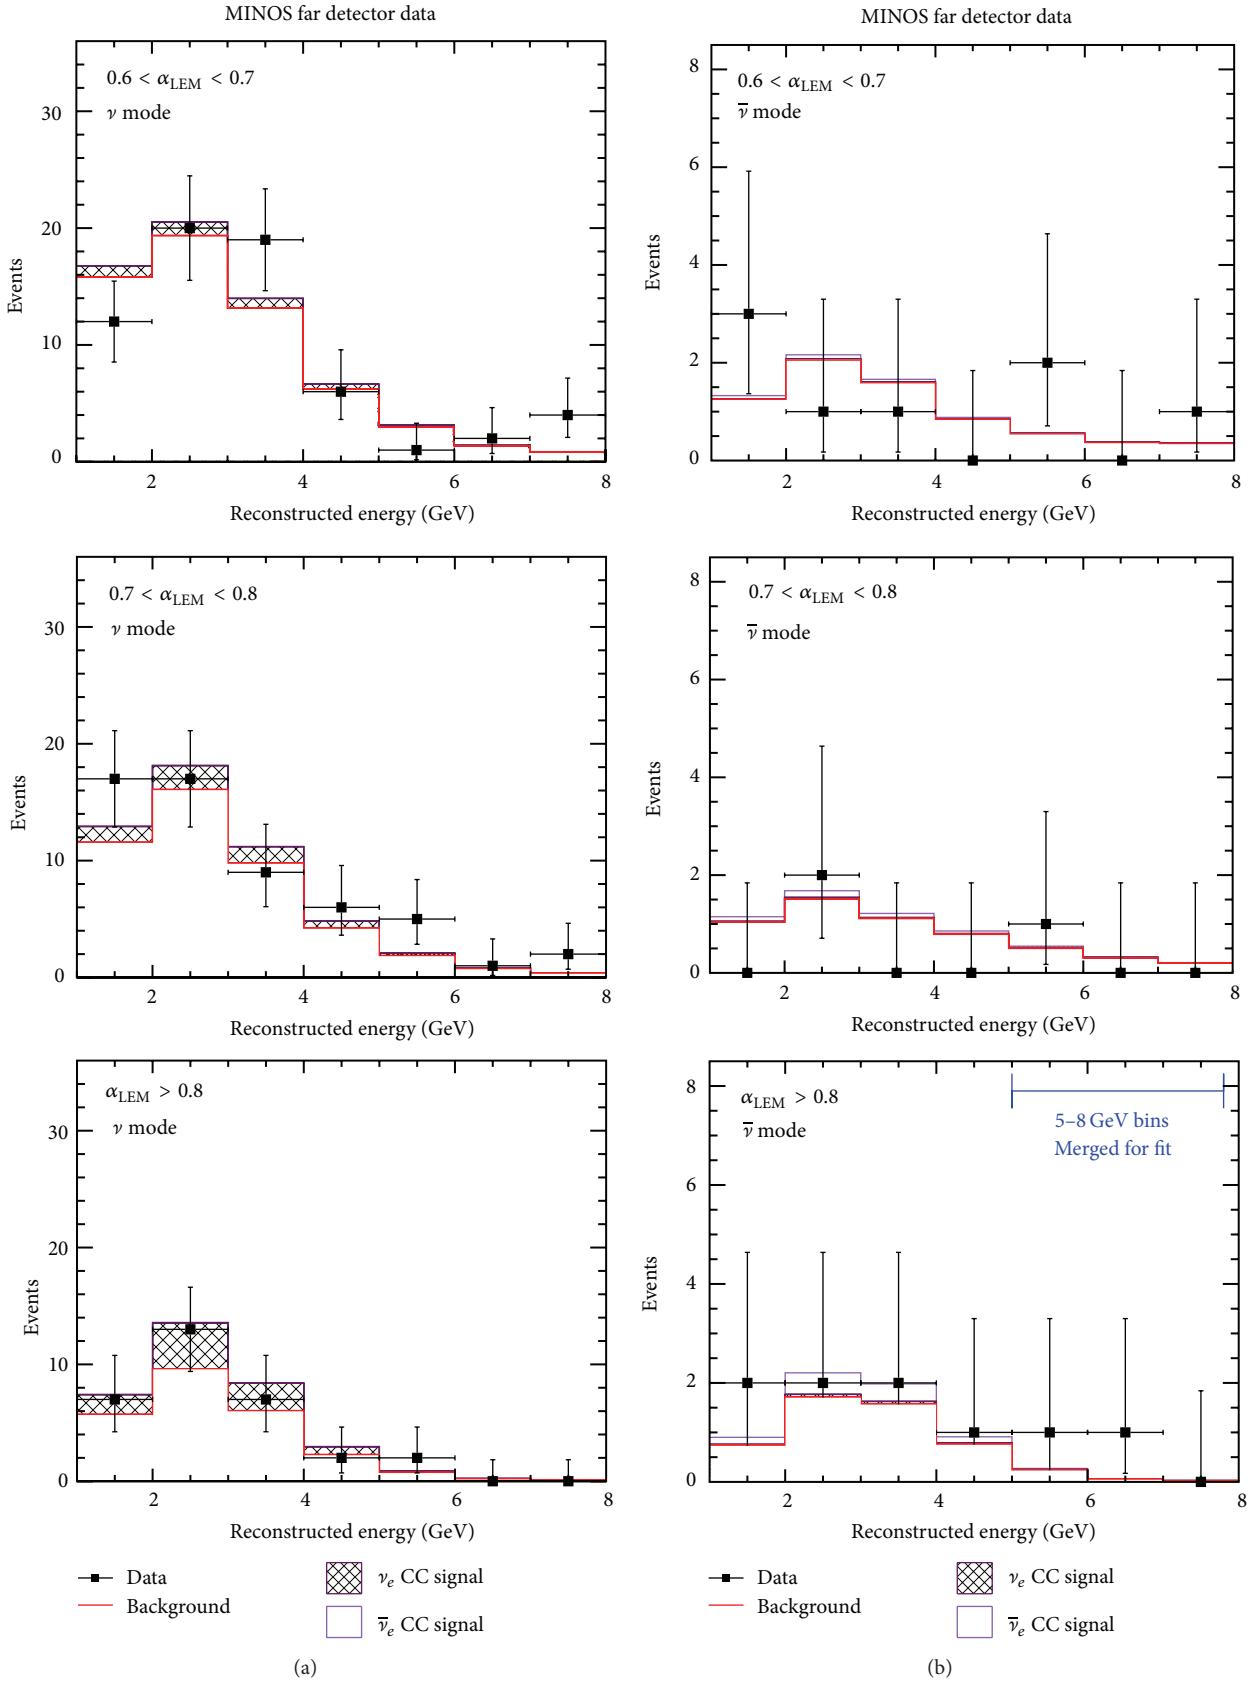 MINOS far detector data
0.6 < α_LEM < 0.7
ν mode
30
20
10
0
Events
2 4 6 8
Reconstructed energy (GeV)
0.7 < α_LEM < 0.8
ν mode
30
20
10
0
Events
2 4 6 8
Reconstructed energy (GeV)
α_LEM > 0.8
ν mode
30
20
10
0
Events
2 4 6 8
Reconstructed energy (GeV)
Data
Background
ν_e CC signal
ν̅_e CC signal
(a)
MINOS far detector data
0.6 < α_LEM < 0.7
ν̅ mode
8
6
4
2
0
Events
2 4 6 8
Reconstructed energy (GeV)
0.7 < α_LEM < 0.8
ν̅ mode
8
6
4
2
0
Events
2 4 6 8
Reconstructed energy (GeV)
α_LEM > 0.8
ν̅ mode
5–8 GeV bins
Merged for fit
8
6
4
2
0
Events
2 4 6 8
Reconstructed energy (GeV)
Data
Background
ν_e CC signal
ν̅_e CC signal
(b)